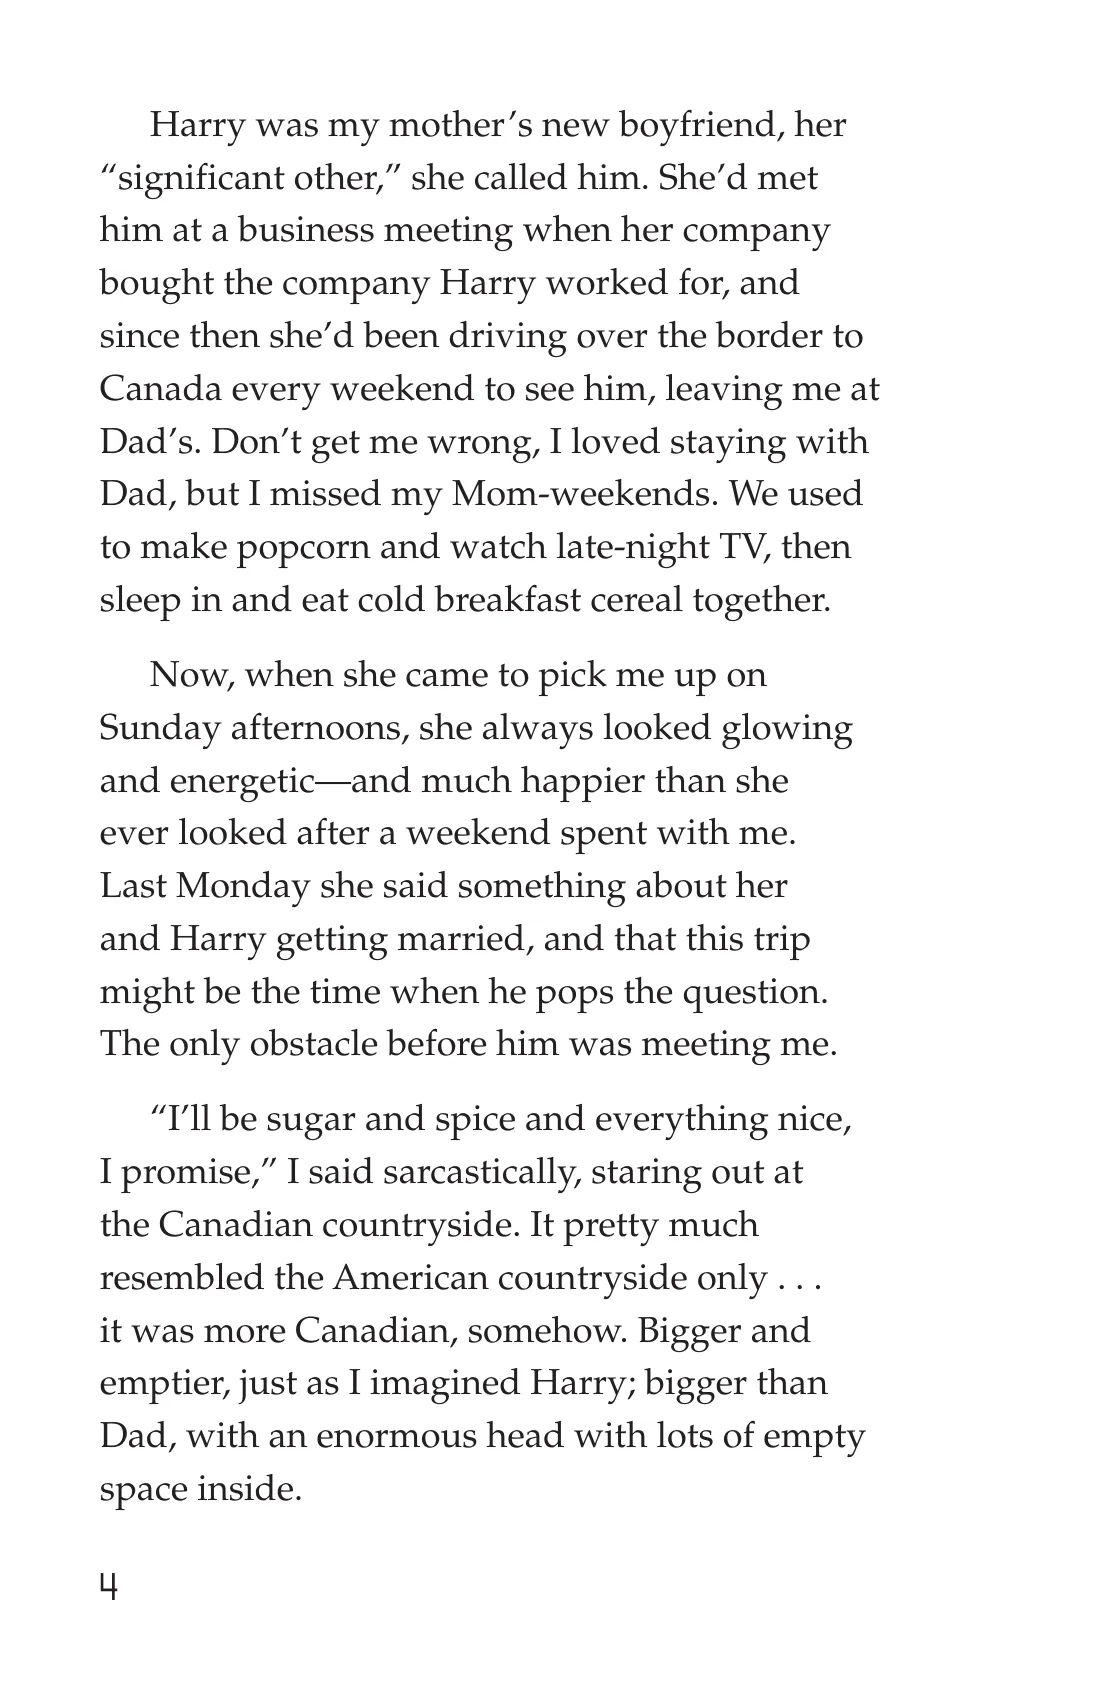 Harry was my mother’s new boyfriend, her
“significant other,” she called him. She’d met
him at a business meeting when her company
bought the company Harry worked for, and
since then she’d been driving over the border to
Canada every weekend to see him, leaving me at
Dad’s. Don’t get me wrong, I loved staying with
Dad, but I missed my Mom-weekends. We used
to make popcorn and watch late-night TV, then
sleep in and eat cold breakfast cereal together.
Now, when she came to pick me up on
Sunday afternoons, she always looked glowing
and energetic—and much happier than she
ever looked after a weekend spent with me.
Last Monday she said something about her
and Harry getting married, and that this trip
might be the time when he pops the question.
The only obstacle before him was meeting me.
“I’ll be sugar and spice and everything nice,
I promise,” I said sarcastically, staring out at
the Canadian countryside. It pretty much
resembled the American countryside only . . .
it was more Canadian, somehow. Bigger and
emptier, just as I imagined Harry; bigger than
Dad, with an enormous head with lots of empty
space inside.
4